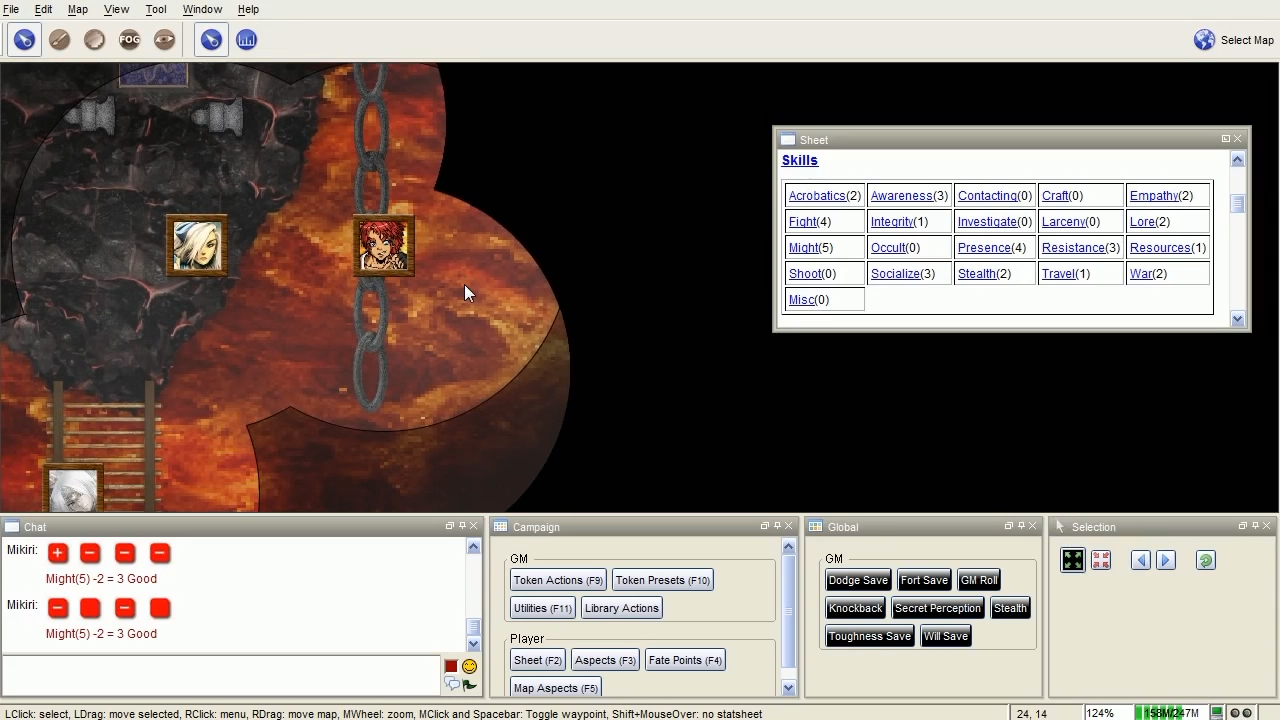 File Edit Map View Tool Window Help
FOG
Select Map
Sheet
Skills
Acrobatics(2) Awareness(3) Contacting(0) Craft(0) Empathy(2)
Fight(4) Integrity(1) Investigate(0) Larceny(0) Lore(2)
Might(5) Occult(0) Presence(4) Resistance(3) Resources(1)
Shoot(0) Socialize(3) Stealth(2) Travel(1) War(2)
Misc(0)
Chat
Mikiri:
Might(5) -2 = 3 Good
Mikiri:
Might(5) -2 = 3 Good
Campaign
GM
Token Actions (F9) Token Presets (F10)
Utilities (F11) Library Actions
Player
Sheet (F2) Aspects (F3) Fate Points (F4)
Map Aspects (F5)
Global
GM
Dodge Save Fort Save GM Roll
Knockback Secret Perception Stealth
Toughness Save Will Save
Selection
LClick: select, LDrag: move selected, RClick: menu, RDrag: move map, MWheel: zoom, MClick and Spacebar: Toggle waypoint, Shift+MouseOver: no statsheet
24, 14
124%
158M/247M